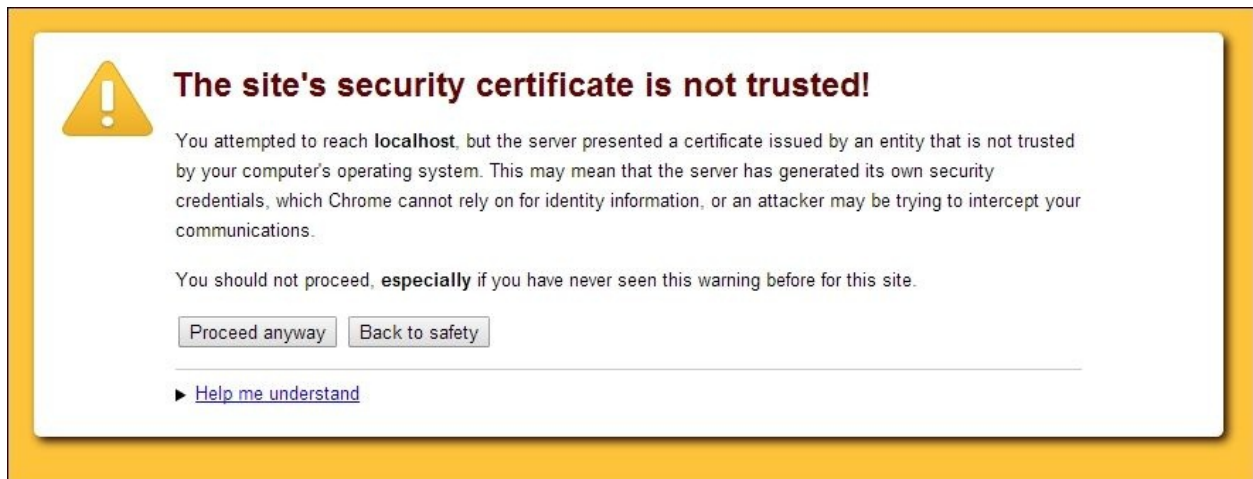 The site's security certificate is not trusted!
You attempted to reach localhost, but the server presented a certificate issued by an entity that is not trusted
by your computer's operating system. This may mean that the server has generated its own security
credentials, which Chrome cannot rely on for identity information, or an attacker may be trying to intercept your
communications.
You should not proceed, especially if you have never seen this warning before for this site.
Proceed anyway Back to safety
Help me understand